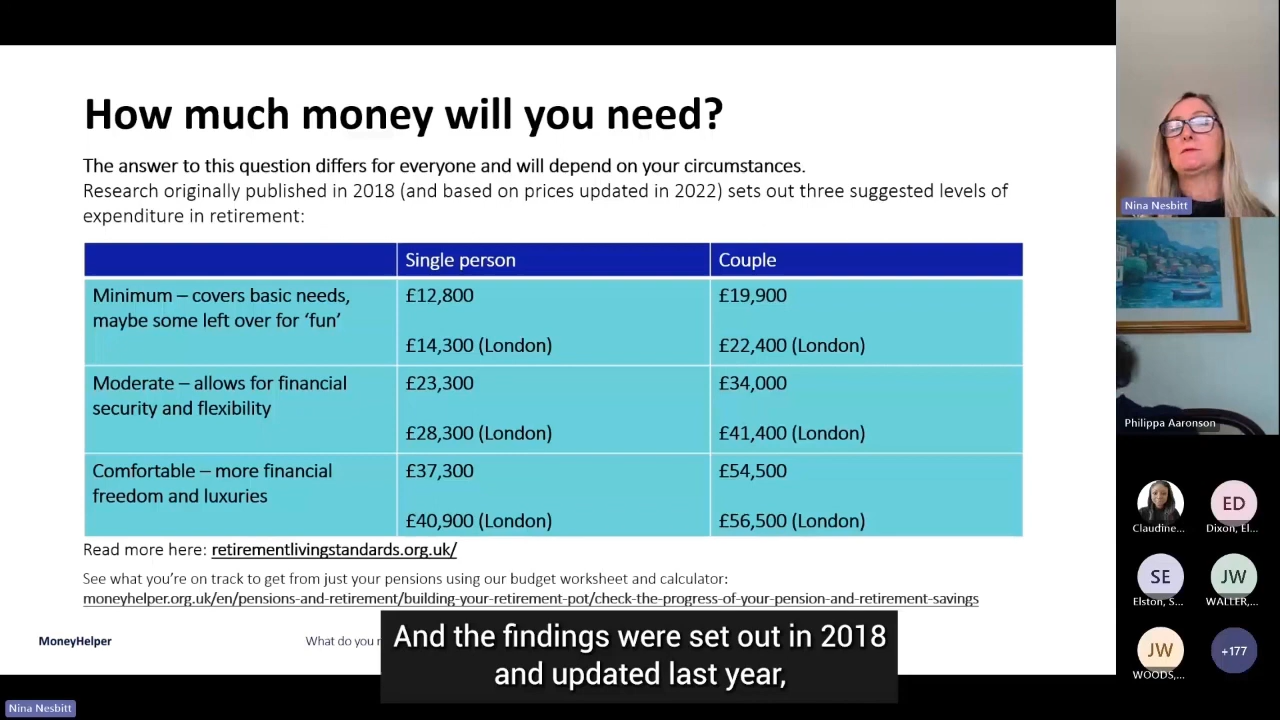 How much money will you need?
The answer to this question differs for everyone and will depend on your circumstances.
Research originally published in 2018 (and based on prices updated in 2022) sets out three suggested levels of
expenditure in retirement:
Single person
Couple
Minimum – covers basic needs,
maybe some left over for ‘fun’
£12,800
£14,300 (London)
£19,900
£22,400 (London)
Moderate – allows for financial
security and flexibility
£23,300
£28,300 (London)
£34,000
£41,400 (London)
Comfortable – more financial
freedom and luxuries
£37,300
£40,900 (London)
£54,500
£56,500 (London)
Read more here: retirementlivingstandards.org.uk/
See what you’re on track to get from just your pensions using our budget worksheet and calculator:
moneyhelper.org.uk/en/pensions-and-retirement/building-your-retirement-pot/check-the-progress-of-your-pension-and-retirement-savings
MoneyHelper
What do you
And the findings were set out in 2018
and updated last year,
Nina Nesbitt
Nina Nesbitt
Philippa Aaronson
Claudine...
ED
Dixon, El...
SE
Elston, S...
JW
WALLER,...
JW
WOODS,...
+177